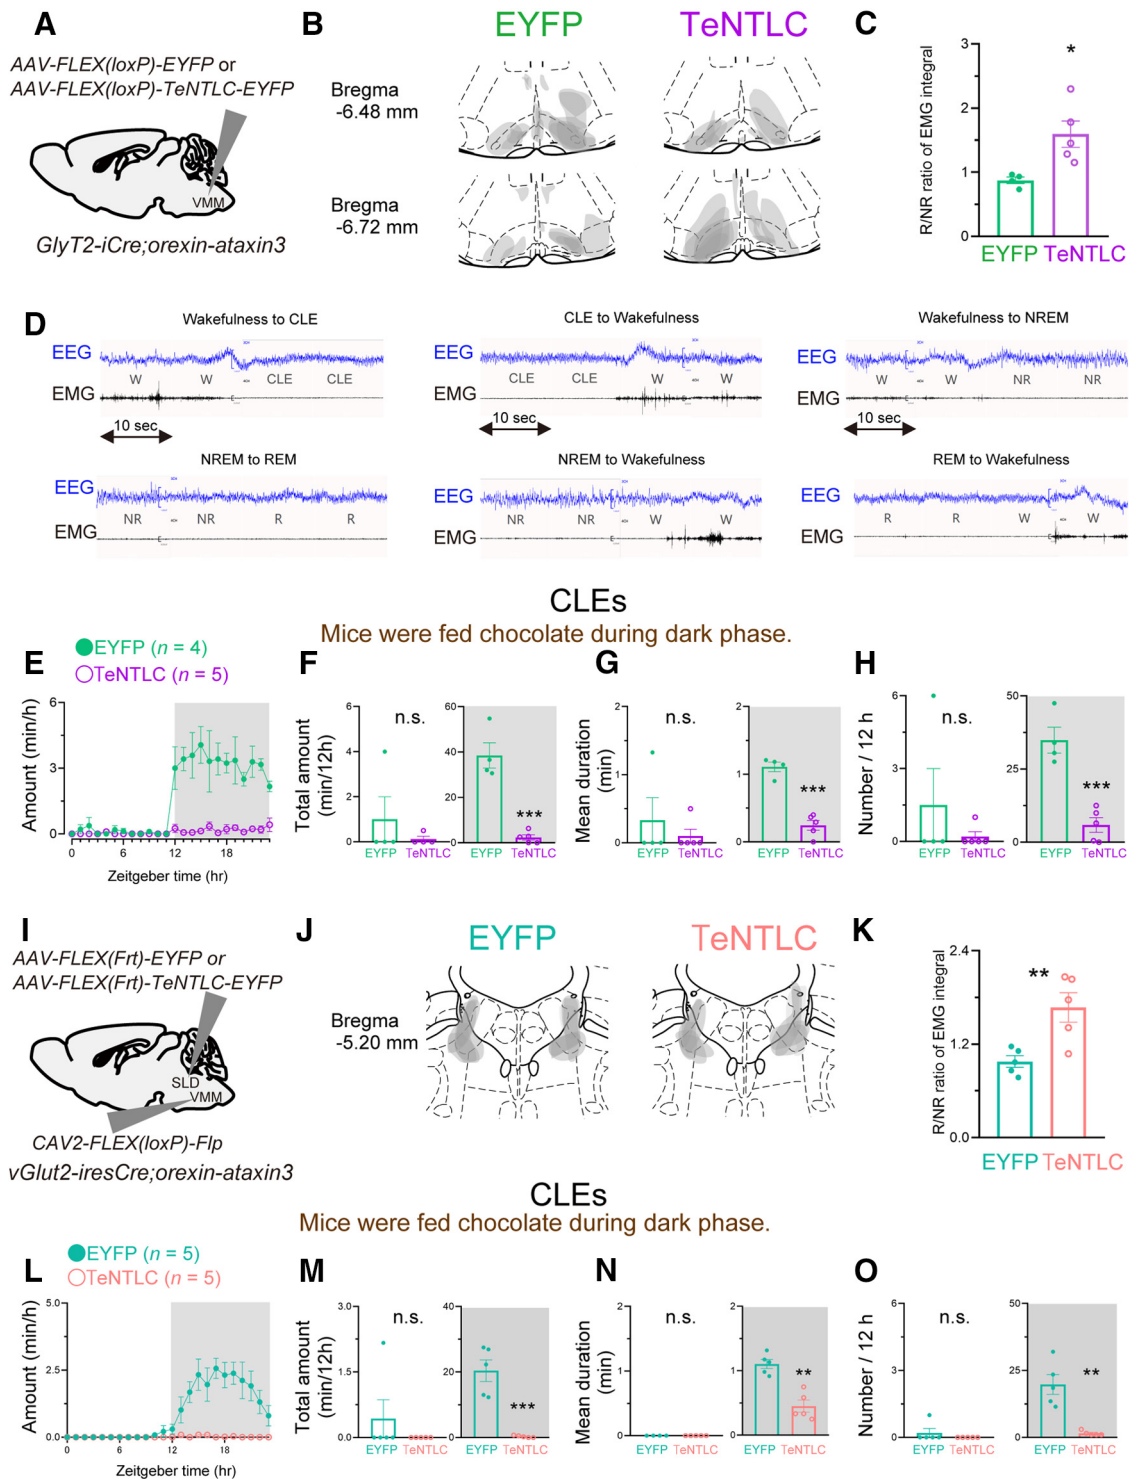 A
AAV-FLEX(loxP)-EYFP or
AAV-FLEX(loxP)-TeNTLC-EYFP
VMM
GlyT2-iCre;orexin-ataxin3
B
EYFP
TeNTLC
Bregma
-6.48 mm
Bregma
-6.72 mm
C
R/NR ratio of EMG integral
3
2
1
0
*
EYFP
TeNTLC
D
Wakefulness to CLE
EEG
W W CLE CLE
EMG
10 sec
CLE to Wakefulness
EEG
CLE CLE W W
EMG
10 sec
Wakefulness to NREM
EEG
W W NR NR
EMG
10 sec
NREM to REM
EEG
NR NR R R
EMG
NREM to Wakefulness
EEG
NR NR W W
EMG
REM to Wakefulness
EEG
R R W W
EMG
CLEs
Mice were fed chocolate during dark phase.
E
EYFP (n = 4)
TeNTLC (n = 5)
Amount (min/h)
6
3
0
0 6 12 18
Zeitgeber time (hr)
F
Total amount
(min/12h)
6
4
2
0
n.s.
EYFP TeNTLC
60
40
20
0
***
EYFP TeNTLC
G
Mean duration
(min)
2
1
0
n.s.
EYFP TeNTLC
2
1
0
***
EYFP TeNTLC
H
Number / 12 h
6
3
0
n.s.
EYFP TeNTLC
50
25
0
***
EYFP TeNTLC
I
AAV-FLEX(Frt)-EYFP or
AAV-FLEX(Frt)-TeNTLC-EYFP
SLD
VMM
CAV2-FLEX(loxP)-Flp
vGlut2-iresCre;orexin-ataxin3
J
EYFP
TeNTLC
Bregma
-5.20 mm
K
R/NR ratio of EMG integral
2.4
1.2
0.0
**
EYFP TeNTLC
CLEs
Mice were fed chocolate during dark phase.
L
EYFP (n = 5)
TeNTLC (n = 5)
Amount (min/h)
5.0
2.5
0.0
0 6 12 18
Zeitgeber time (hr)
M
Total amount
(min/12h)
3.0
1.5
0.0
n.s.
EYFP TeNTLC
40
20
0
***
EYFP TeNTLC
N
Mean duration
(min)
2
1
0
n.s.
EYFP TeNTLC
2
1
0
**
EYFP TeNTLC
O
Number / 12 h
6
3
0
n.s.
EYFP TeNTLC
50
25
0
**
EYFP TeNTLC